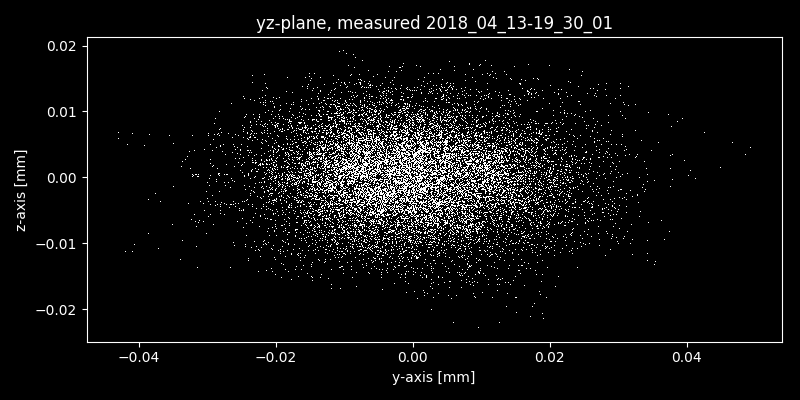 yz-plane, measured 2018_04_13-19_30_01
0.02
0.01
0.00
−0.01
−0.02
z-axis [mm]
−0.04 −0.02 0.00 0.02 0.04
y-axis [mm]